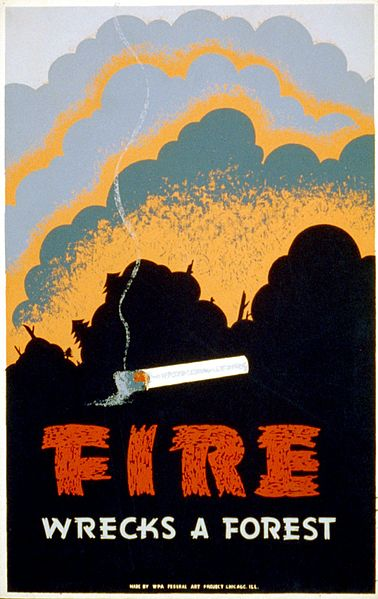 FIRE
WRECKS A FOREST
MADE BY WPA FEDERAL ART PROJECT CHICAGO. ILL.